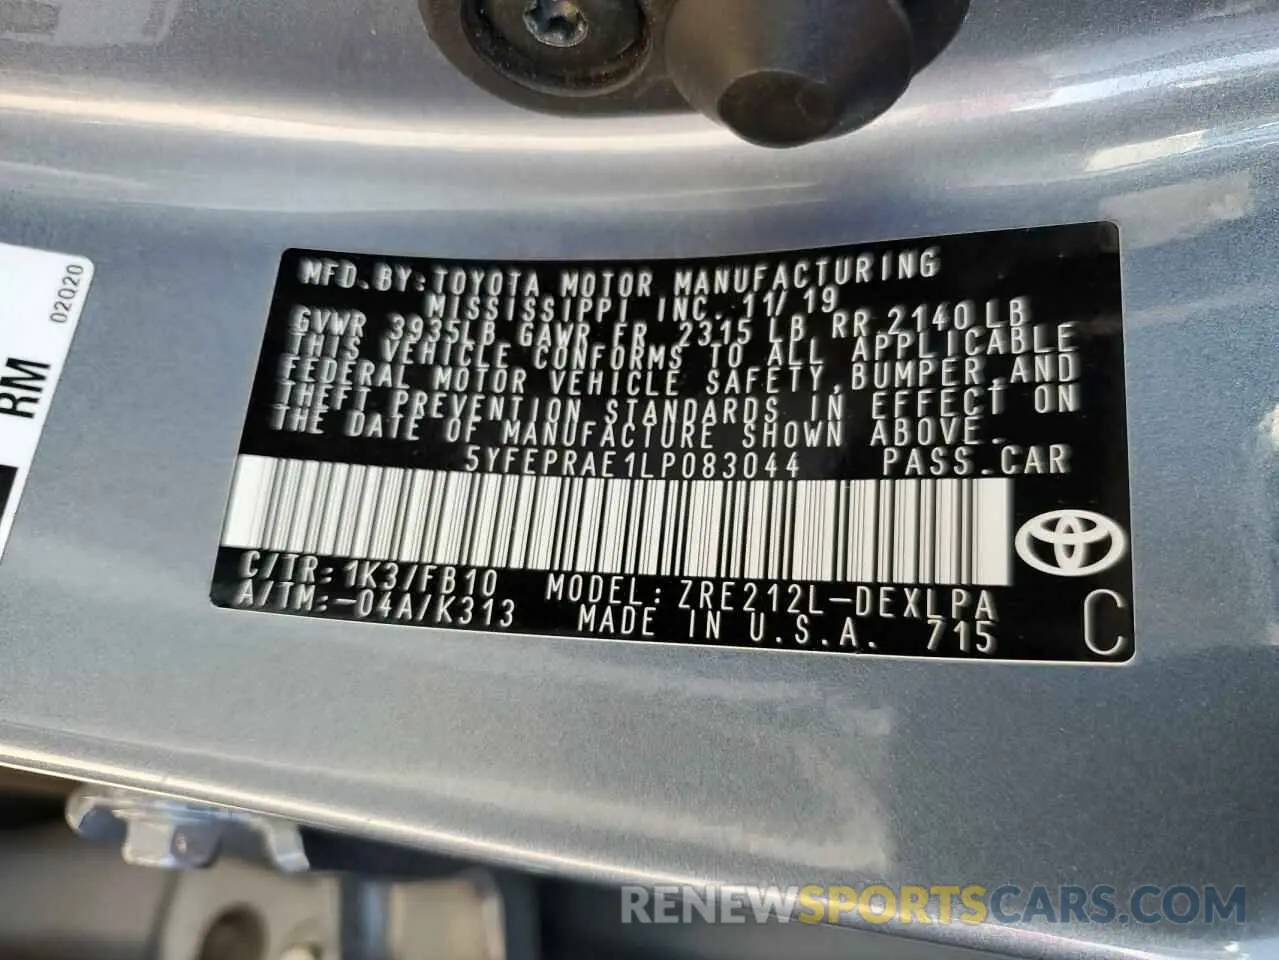 02020
RM
MFD. BY: TOYOTA MOTOR MANUFACTURING
MISSISSIPPI INC. 11/19
GVWR 3935LB GAWR FR 2315 LB RR 2140 LB
THIS VEHICLE CONFORMS TO ALL APPLICABLE
FEDERAL MOTOR VEHICLE SAFETY, BUMPER AND
THEFT PREVENTION STANDARDS IN EFFECT ON
THE DATE OF MANUFACTURE SHOWN ABOVE.
5YFEPRAE1LP083044 PASS.CAR
C/TR: 1K3/FB10 MODEL: ZRE212L-DEXLPA
A/TM: -04A/K313 MADE IN U.S.A. 715
C
RENEWSPORTSCARS.COM